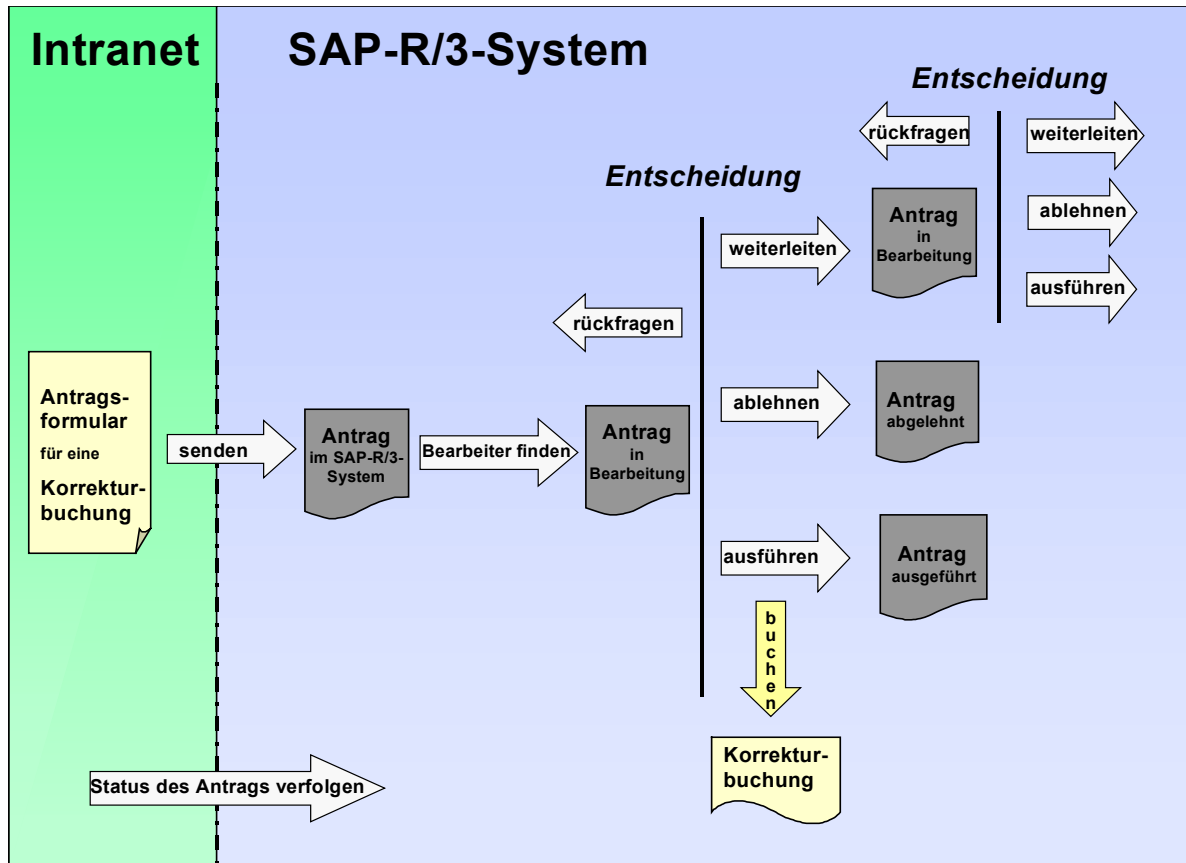 Intranet
SAP-R/3-System
Entscheidung
rückfragen
weiterleiten
Entscheidung
Antrag
in
Bearbeitung
ablehnen
weiterleiten
ausführen
rückfragen
Antrags-
formular
für eine
Korrektur-
buchung
senden
Antrag
im SAP-R/3-
System
Bearbeiter finden
Antrag
in
Bearbeitung
ablehnen
Antrag
abgelehnt
ausführen
Antrag
ausgeführt
buchen
Korrektur-
buchung
Status des Antrags verfolgen